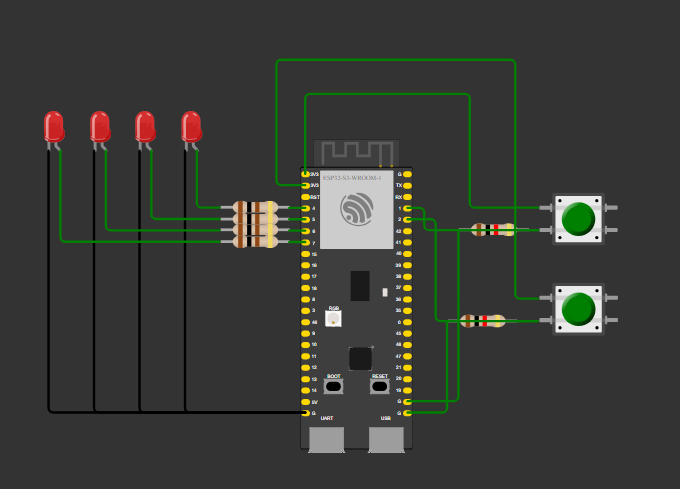 3V3 ESP32-S3-WROOM-1 G
3V3 TX
RST RX
4 1
5 2
6 42
7 41
15 40
16 39
17 38
18 37
8 36
RGB
3 35
46 0
9 45
10 48
11 47
12 21
BOOT RESET
13 20
14 19
5V G
G G
UART USB